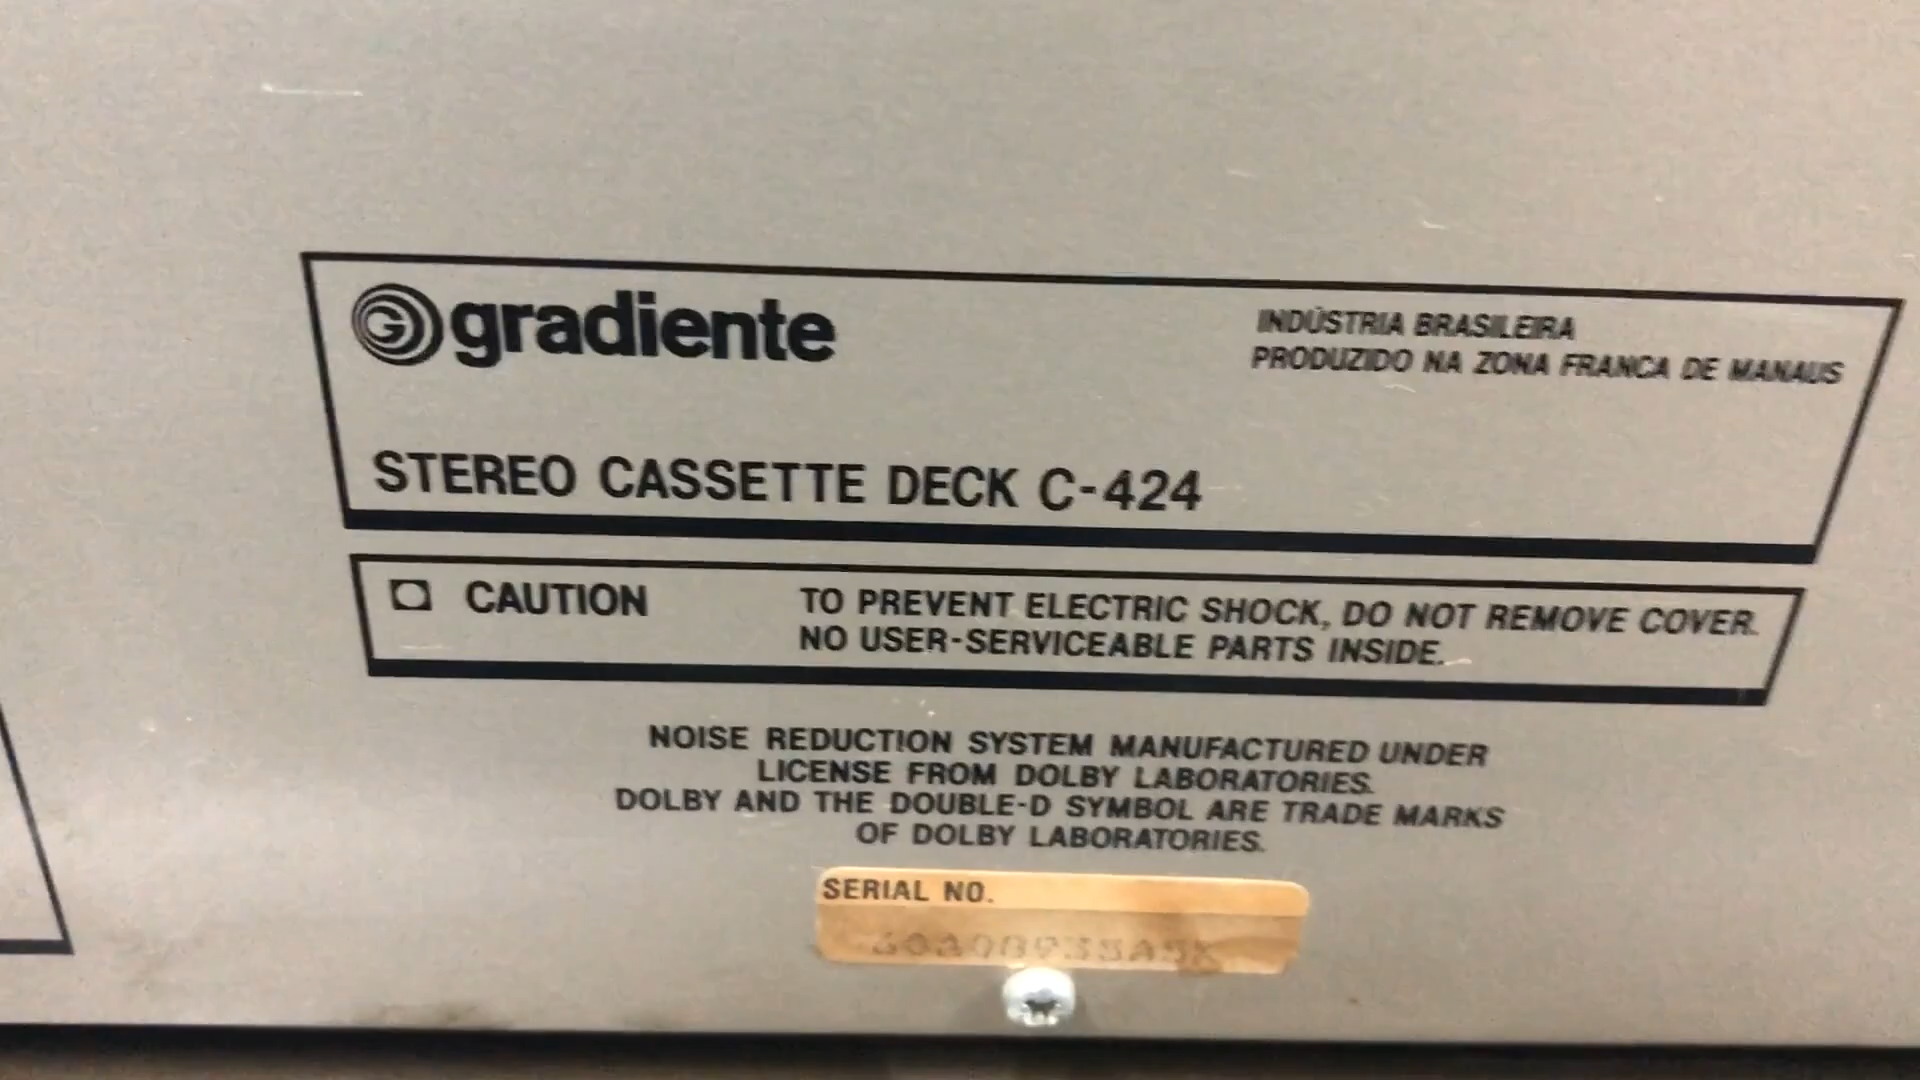 gradiente
INDÚSTRIA BRASILEIRA
PRODUZIDO NA ZONA FRANCA DE MANAUS
STEREO CASSETTE DECK C-424
CAUTION
TO PREVENT ELECTRIC SHOCK, DO NOT REMOVE COVER.
NO USER-SERVICEABLE PARTS INSIDE.
NOISE REDUCTION SYSTEM MANUFACTURED UNDER
LICENSE FROM DOLBY LABORATORIES.
DOLBY AND THE DOUBLE-D SYMBOL ARE TRADE MARKS
OF DOLBY LABORATORIES.
SERIAL NO.